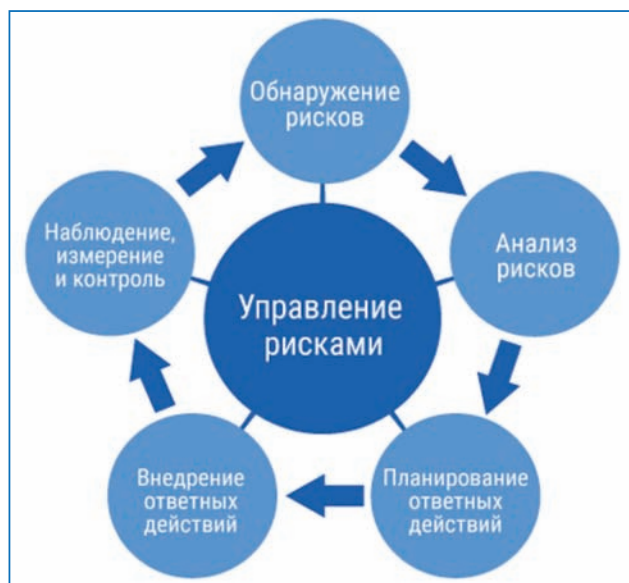 Обнаружение
рисков
Анализ
рисков
Планирование
ответных
действий
Внедрение
ответных
действий
Наблюдение,
измерение
и контроль
Управление
рисками